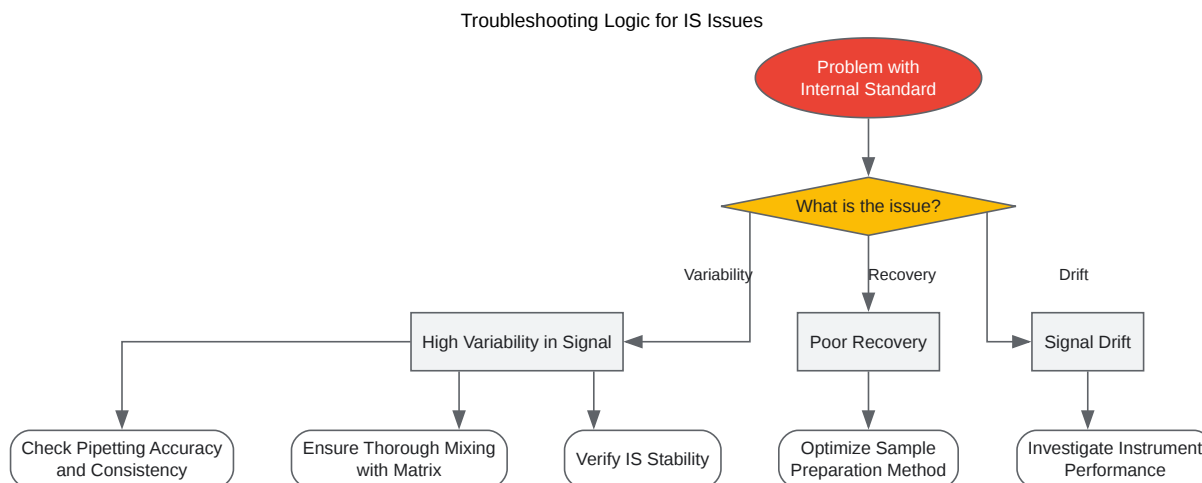 Troubleshooting Logic for IS Issues
Problem with
Internal Standard
What is the issue?
Variability
Recovery
Drift
High Variability in Signal
Poor Recovery
Signal Drift
Check Pipetting Accuracy
and Consistency
Ensure Thorough Mixing
with Matrix
Verify IS Stability
Optimize Sample
Preparation Method
Investigate Instrument
Performance